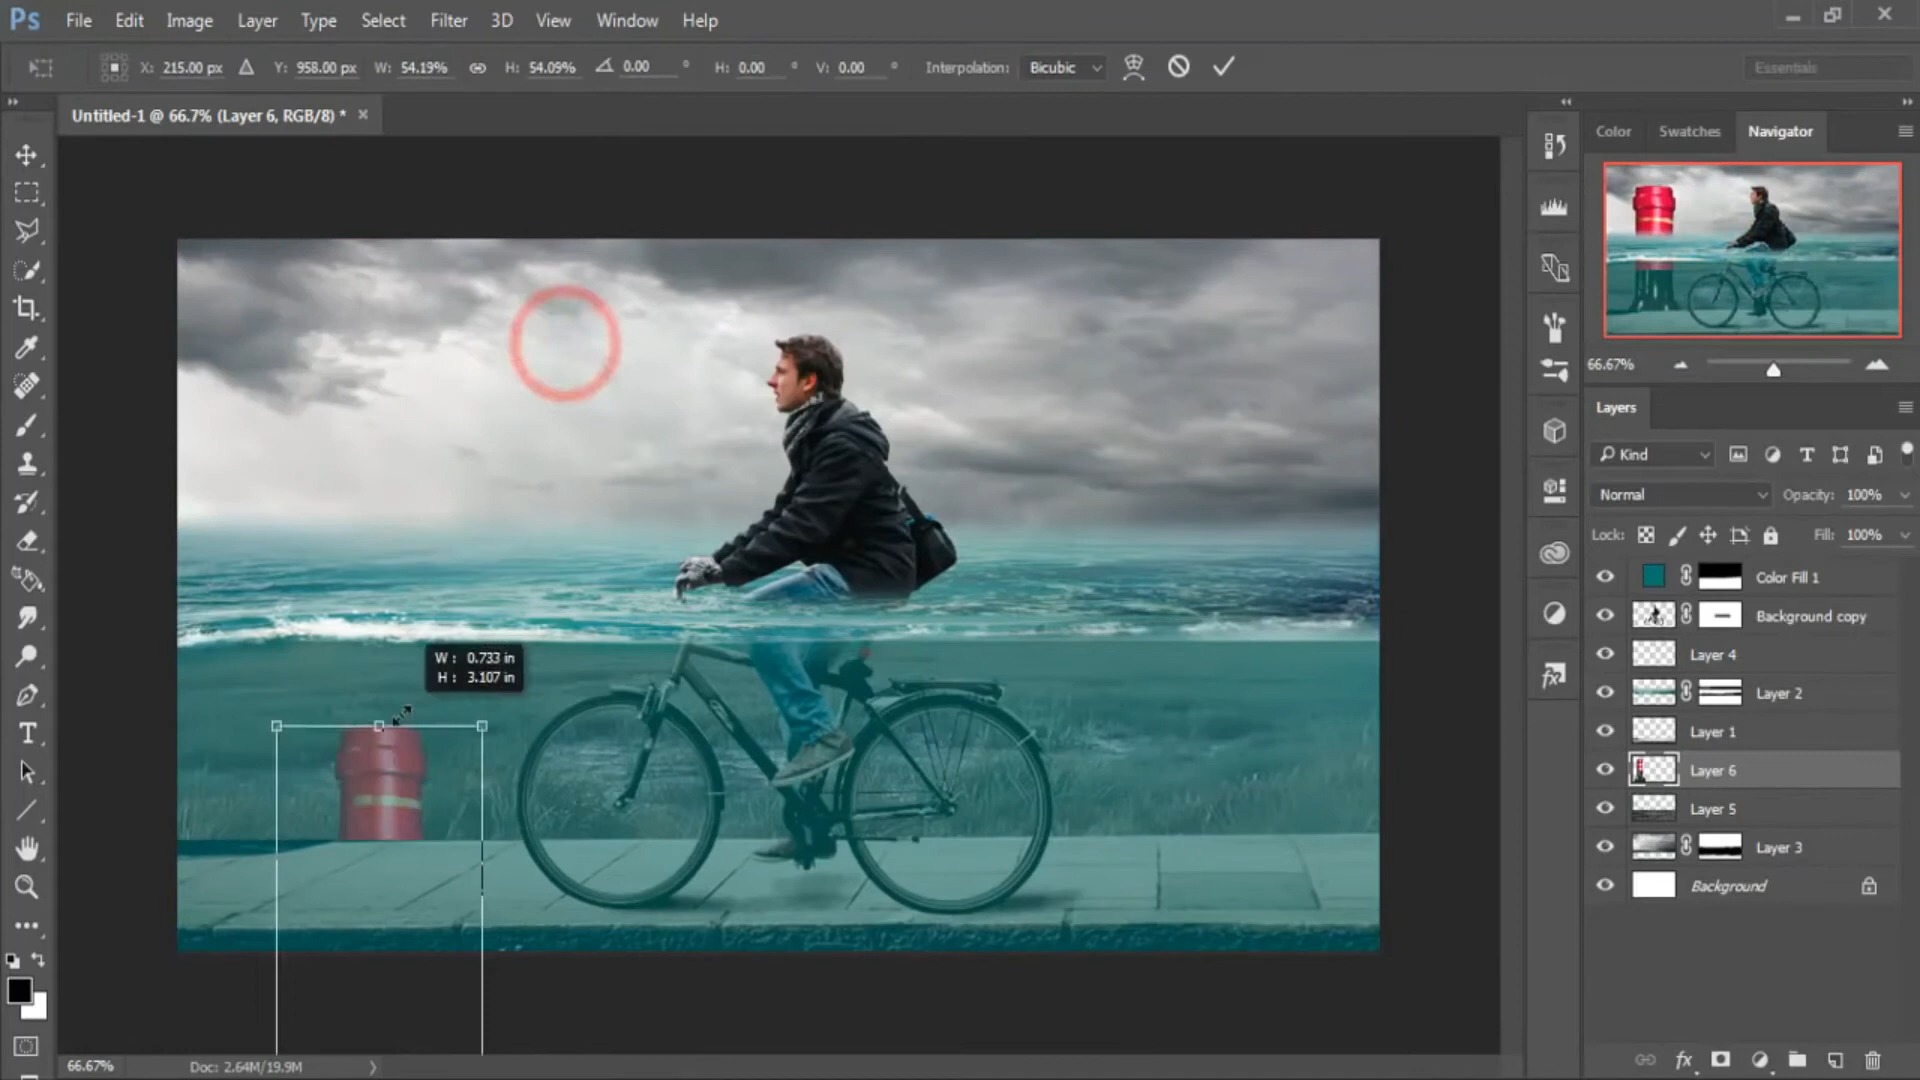 Ps File Edit Image Layer Type Select Filter 3D View Window Help
X: 215.00 px Y: 958.00 px W: 54.19% H: 54.09% 0.00 ° H: 0.00 ° V: 0.00 ° Interpolation: Bicubic Essentials
Untitled-1 @ 66.7% (Layer 6, RGB/8) * ×
Color Swatches Navigator
66.67%
Layers
Kind
Normal Opacity: 100%
Lock: Fill: 100%
Color Fill 1
Background copy
Layer 4
Layer 2
Layer 1
Layer 6
Layer 5
Layer 3
Background
W : 0.733 in
H : 3.107 in
66.67% Doc: 2.64M/19.9M
fx